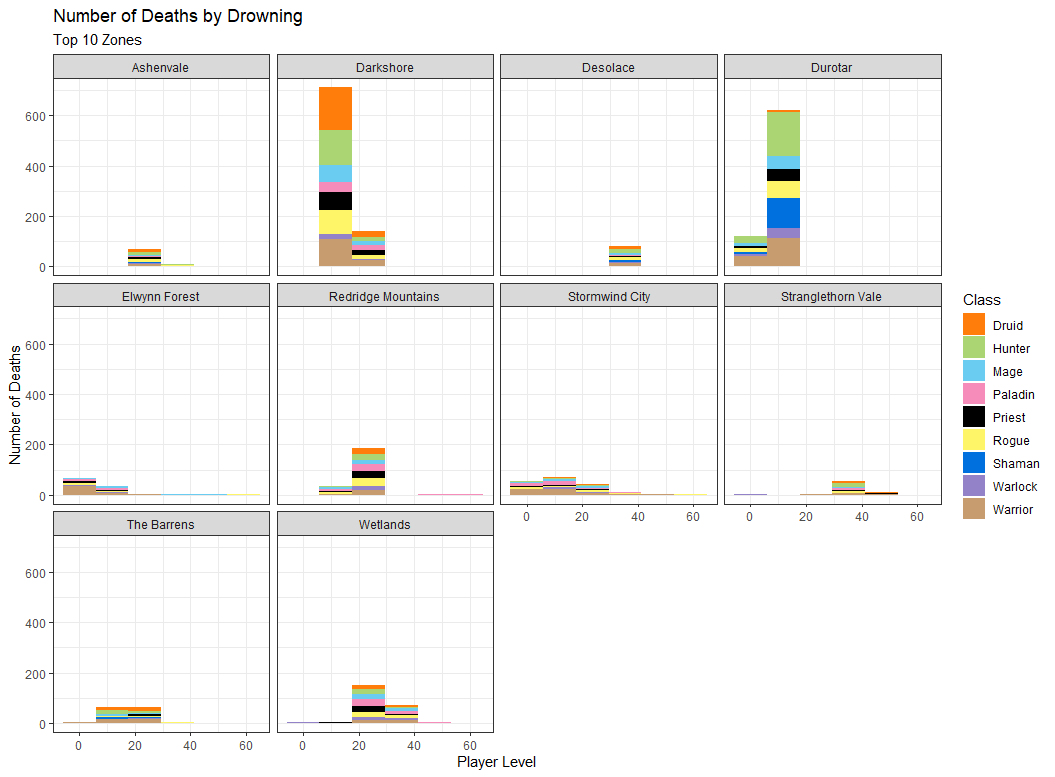 Number of Deaths by Drowning
Top 10 Zones
Ashenvale Darkshore Desolace Durotar
600
400
200
0
Elwynn Forest Redridge Mountains Stormwind City Stranglethorn Vale
600
400
200
0
0 20 40 60 0 20 40 60
The Barrens Wetlands
600
400
200
0
0 20 40 60 0 20 40 60
Player Level
Number of Deaths
Class
Druid
Hunter
Mage
Paladin
Priest
Rogue
Shaman
Warlock
Warrior